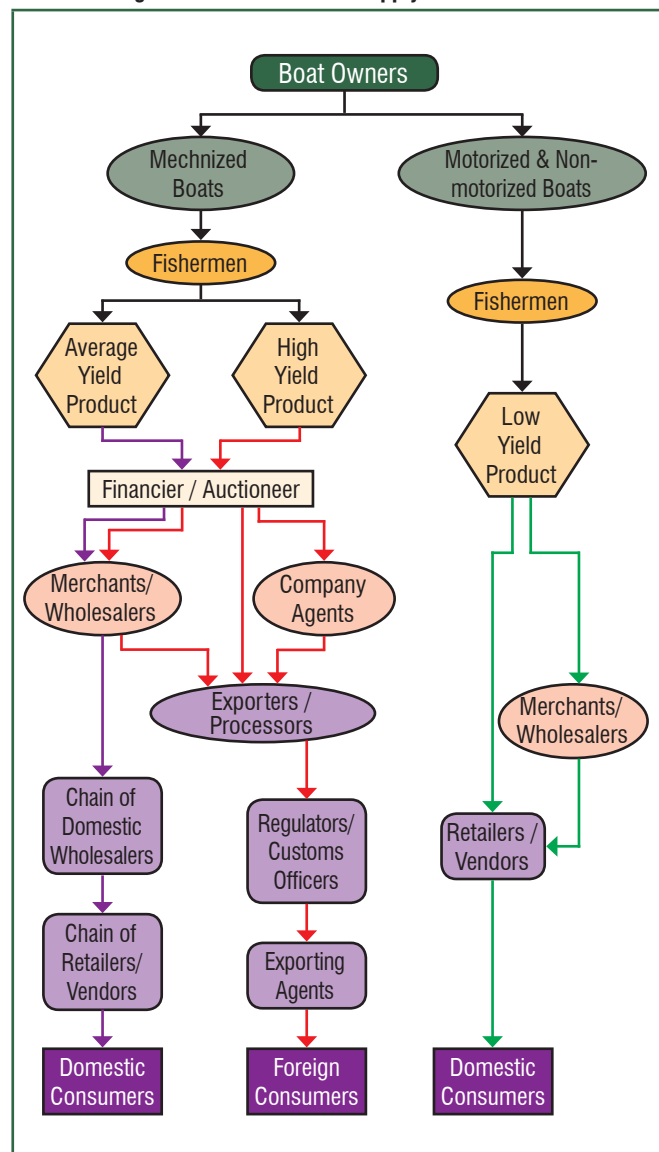 Boat Owners
Mechnized
Boats
Motorized & Non-
motorized Boats
Fishermen
Fishermen
Average
Yield
Product
High
Yield
Product
Low
Yield
Product
Financier / Auctioneer
Merchants/
Wholesalers
Company
Agents
Exporters /
Processors
Merchants/
Wholesalers
Chain of
Domestic
Wholesalers
Regulators/
Customs
Officers
Retailers /
Vendors
Chain of
Retailers/
Vendors
Exporting
Agents
Domestic
Consumers
Foreign
Consumers
Domestic
Consumers